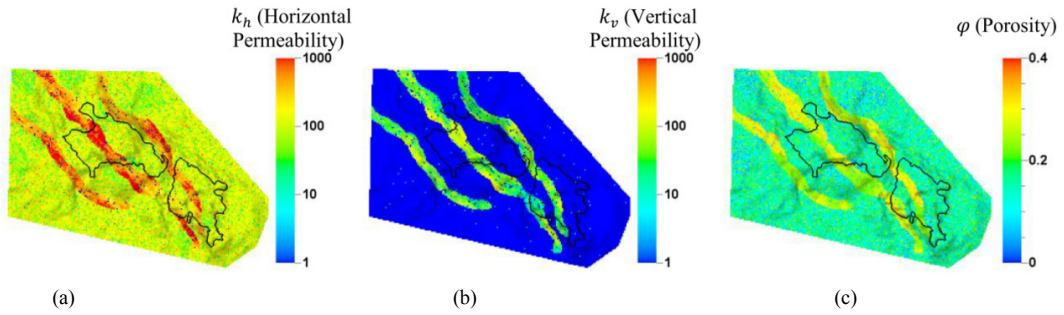 k_h (Horizontal
Permeability)
1000
100
10
1
(a)
k_v (Vertical
Permeability)
1000
100
10
1
(b)
φ (Porosity)
0.4
0.2
0
(c)